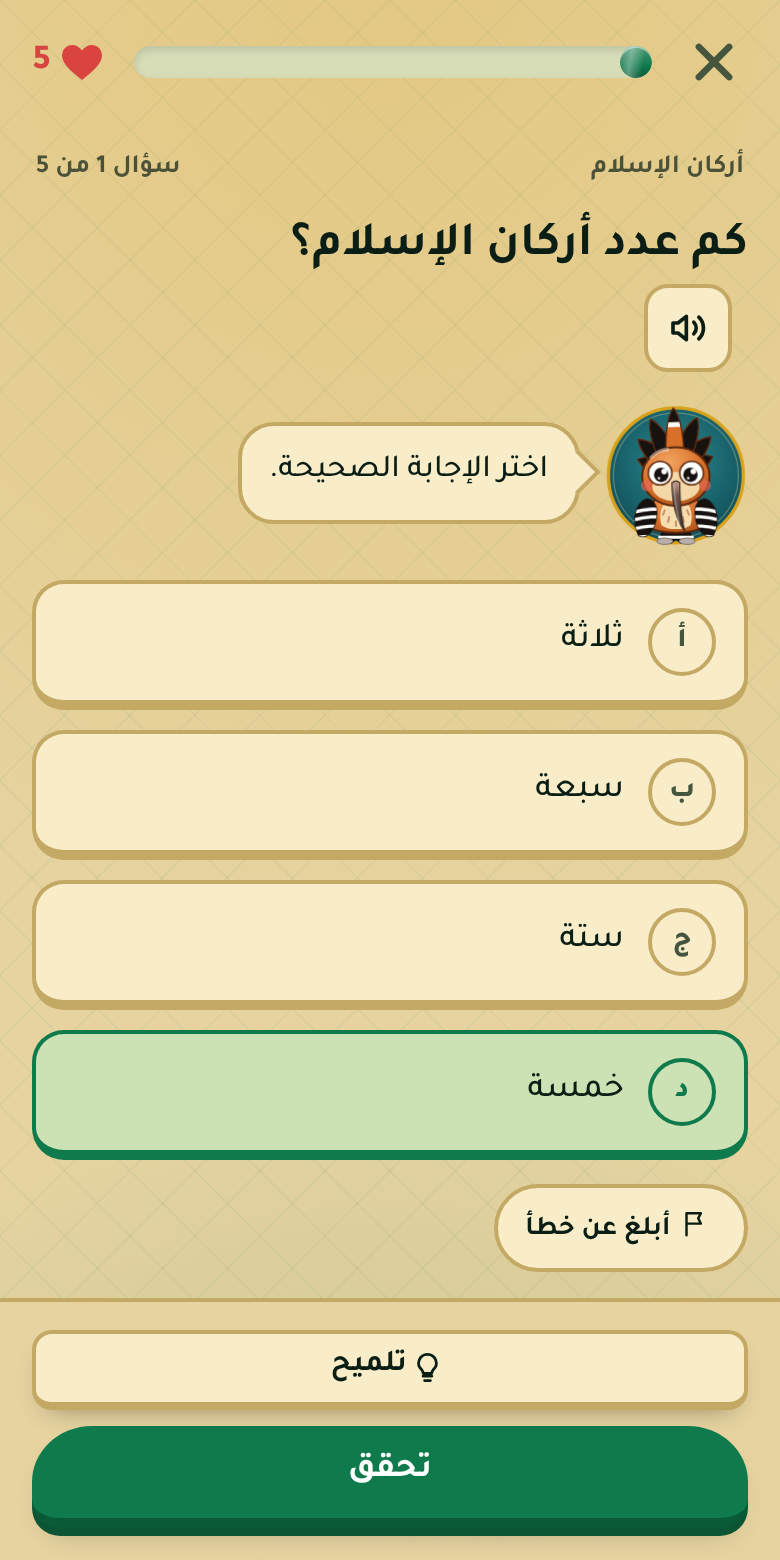 5
أركان الإسلام
سؤال 1 من 5
كم عدد أركان الإسلام؟
اختر الإجابة الصحيحة.
أ ثلاثة
ب سبعة
ج ستة
د خمسة
أبلغ عن خطأ
تلميح
تحقق